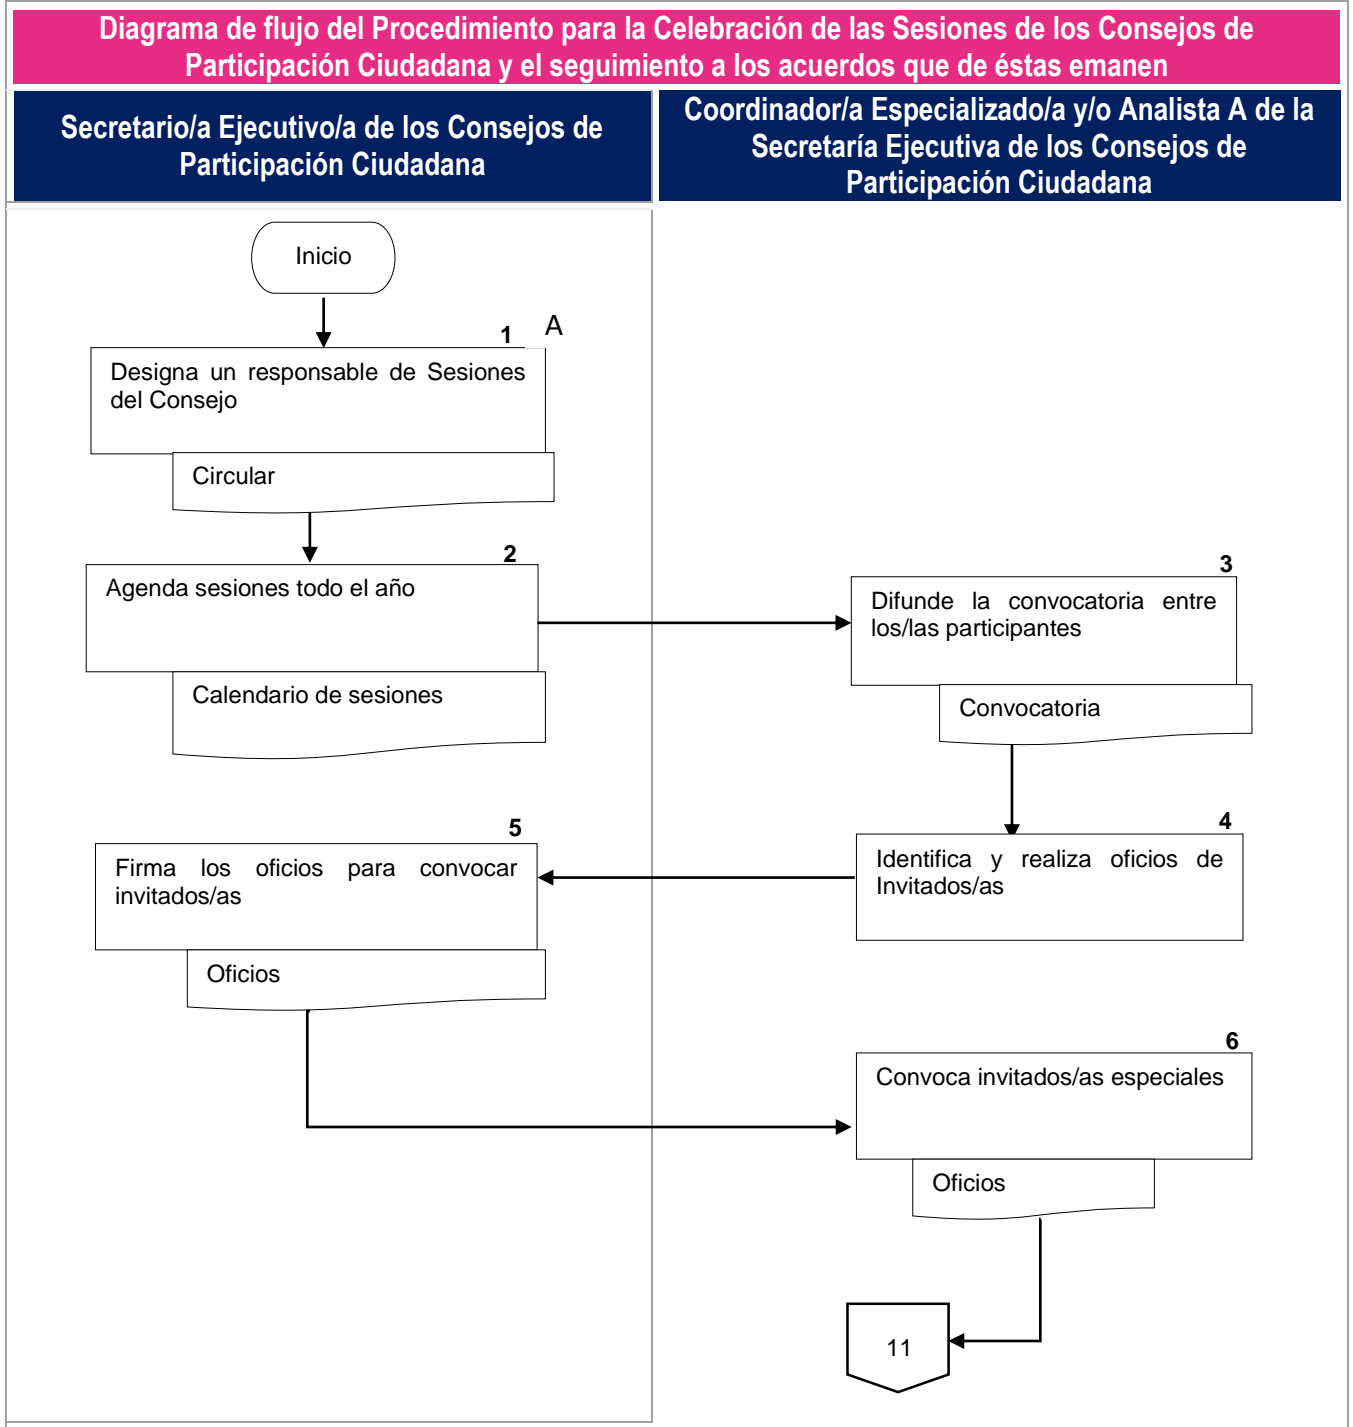 Diagrama de flujo del Procedimiento para la Celebración de las Sesiones de los Consejos de
Participación Ciudadana y el seguimiento a los acuerdos que de éstas emanen
Secretario/a Ejecutivo/a de los Consejos de
Participación Ciudadana
Coordinador/a Especializado/a y/o Analista A de la
Secretaría Ejecutiva de los Consejos de
Participación Ciudadana
Inicio
1
A
Designa un responsable de Sesiones
del Consejo
Circular
2
Agenda sesiones todo el año
Calendario de sesiones
3
Difunde la convocatoria entre
los/las participantes
Convocatoria
4
Identifica y realiza oficios de
Invitados/as
5
Firma los oficios para convocar
invitados/as
Oficios
6
Convoca invitados/as especiales
Oficios
11